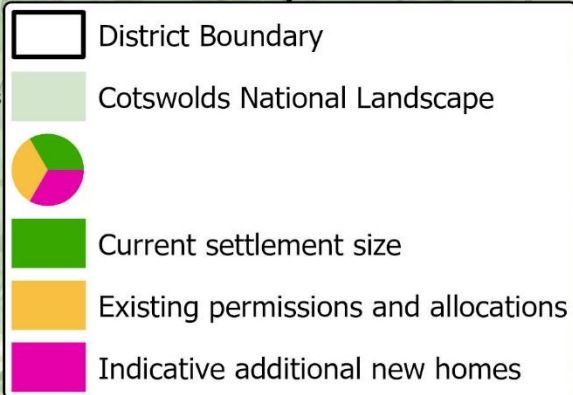 District Boundary
Cotswolds National Landscape
Current settlement size
Existing permissions and allocations
Indicative additional new homes